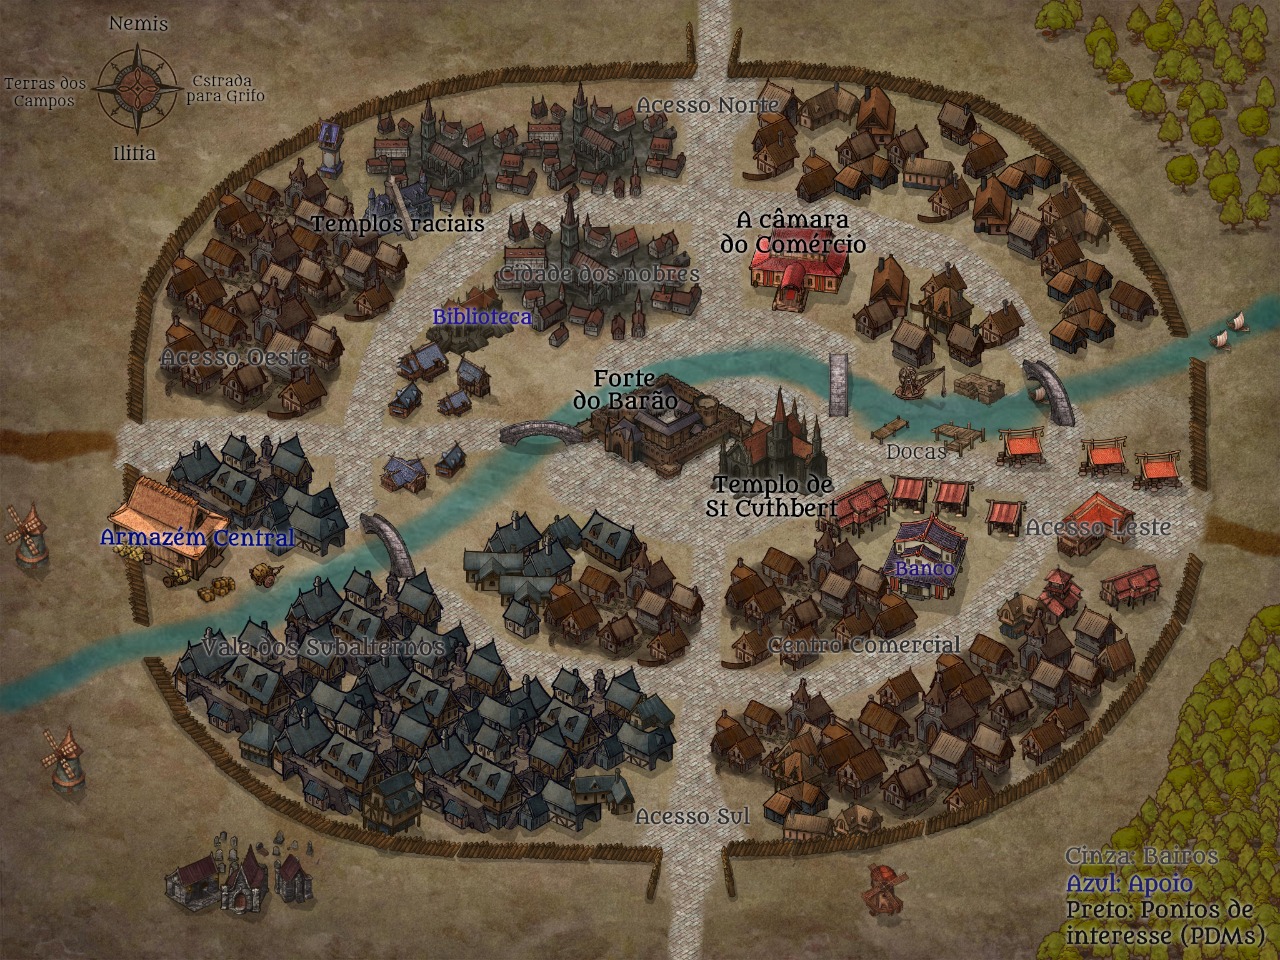 Nemis
Terras dos
Campos
Estrada
para Grifo
Ilitia
Acesso Norte
Templos raciais
A câmara
do Comércio
Cidade dos nobres
Biblioteca
Acesso Oeste
Forte
do Barão
Docas
Templo de
St Cuthbert
Armazém Central
Acesso Leste
Banco
Vale dos Subalternos
Centro Comercial
Acesso Sul
Cinza: Bairos
Azul: Apoio
Preto: Pontos de
interesse (PDMs)